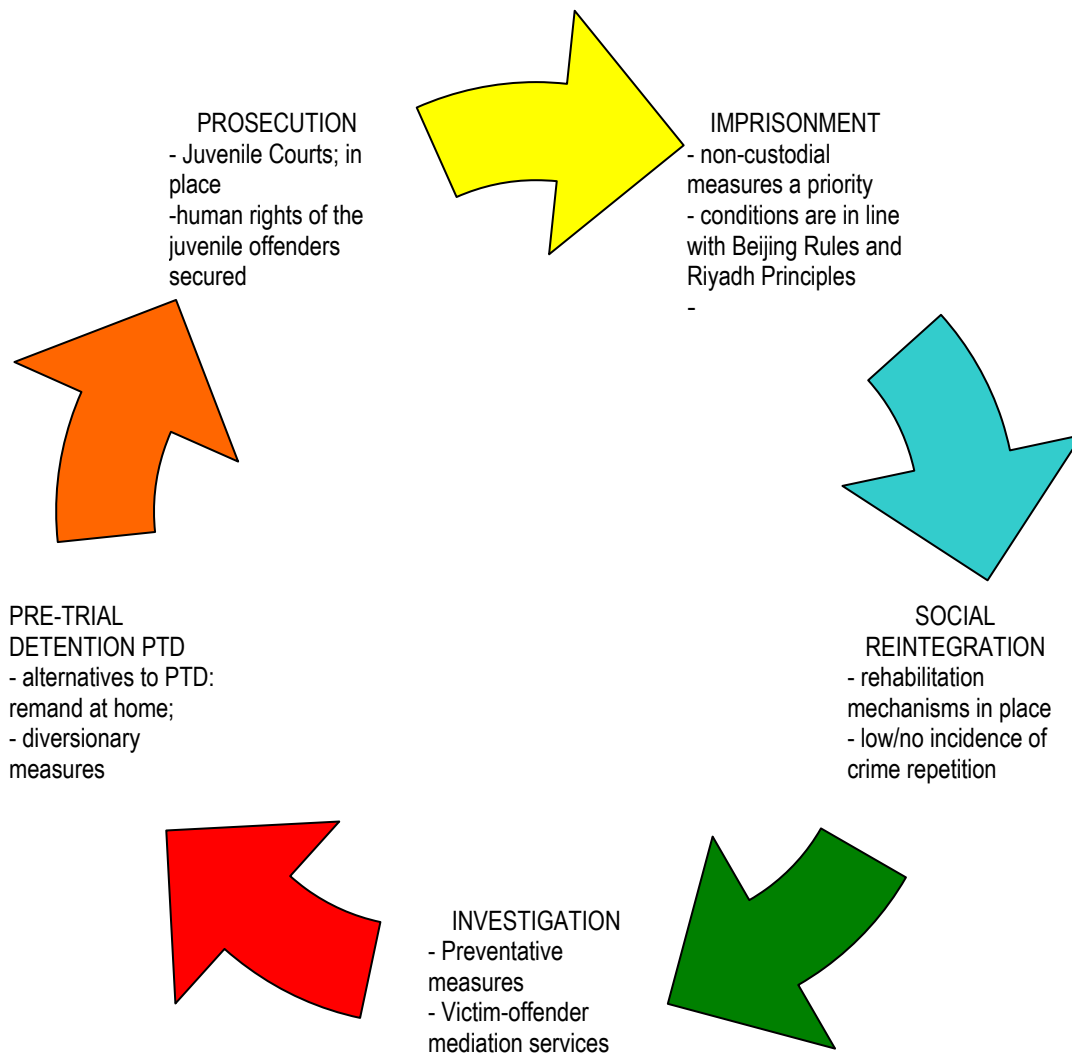 PROSECUTION
- Juvenile Courts; in
place
-human rights of the
juvenile offenders
secured
IMPRISONMENT
- non-custodial
measures a priority
- conditions are in line
with Beijing Rules and
Riyadh Principles
-
PRE-TRIAL
DETENTION PTD
- alternatives to PTD:
remand at home;
- diversionary
measures
SOCIAL
REINTEGRATION
- rehabilitation
mechanisms in place
- low/no incidence of
crime repetition
INVESTIGATION
- Preventative
measures
- Victim-offender
mediation services